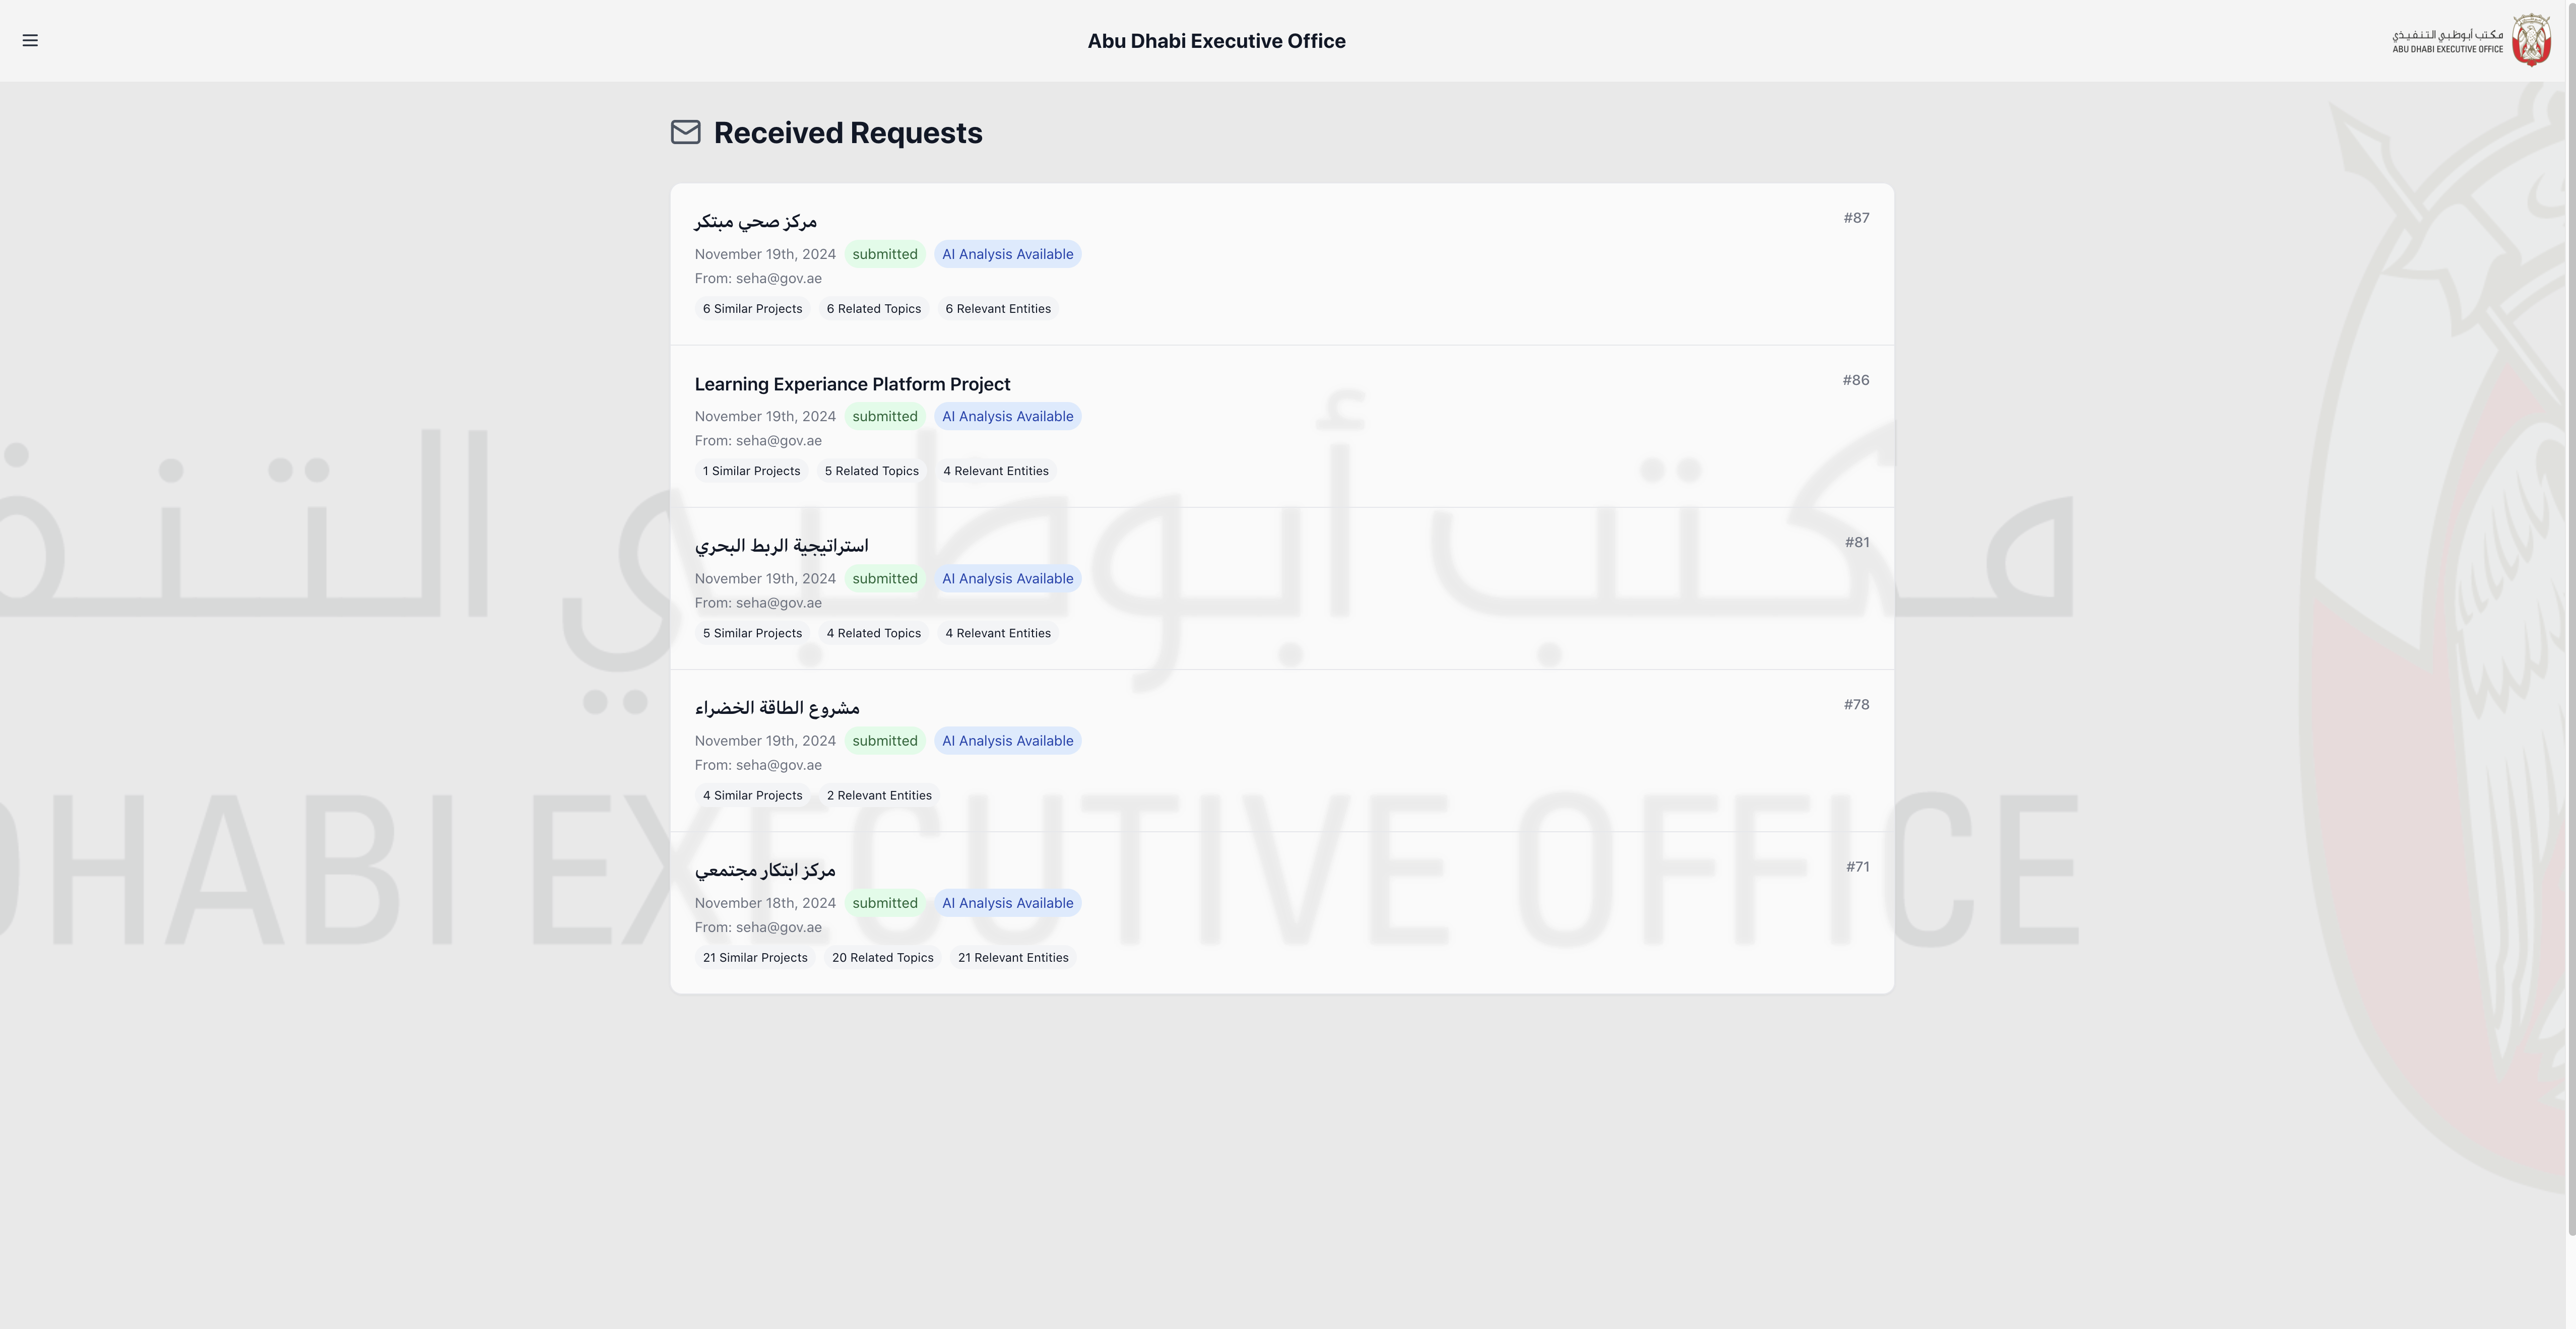 Abu Dhabi Executive Office
مكتب أبوظبي التنفيذي
ABU DHABI EXECUTIVE OFFICE
Received Requests
مركز صحي مبتكر
#87
November 19th, 2024 submitted AI Analysis Available
From: seha@gov.ae
6 Similar Projects 6 Related Topics 6 Relevant Entities
Learning Experiance Platform Project
#86
November 19th, 2024 submitted AI Analysis Available
From: seha@gov.ae
1 Similar Projects 5 Related Topics 4 Relevant Entities
استراتيجية الربط البحري
#81
November 19th, 2024 submitted AI Analysis Available
From: seha@gov.ae
5 Similar Projects 4 Related Topics 4 Relevant Entities
مشروع الطاقة الخضراء
#78
November 19th, 2024 submitted AI Analysis Available
From: seha@gov.ae
4 Similar Projects 2 Relevant Entities
مركز ابتكار مجتمعي
#71
November 18th, 2024 submitted AI Analysis Available
From: seha@gov.ae
21 Similar Projects 20 Related Topics 21 Relevant Entities
مكتب أبوظبي التنف
DHABI EXECUTIVE OFFICE